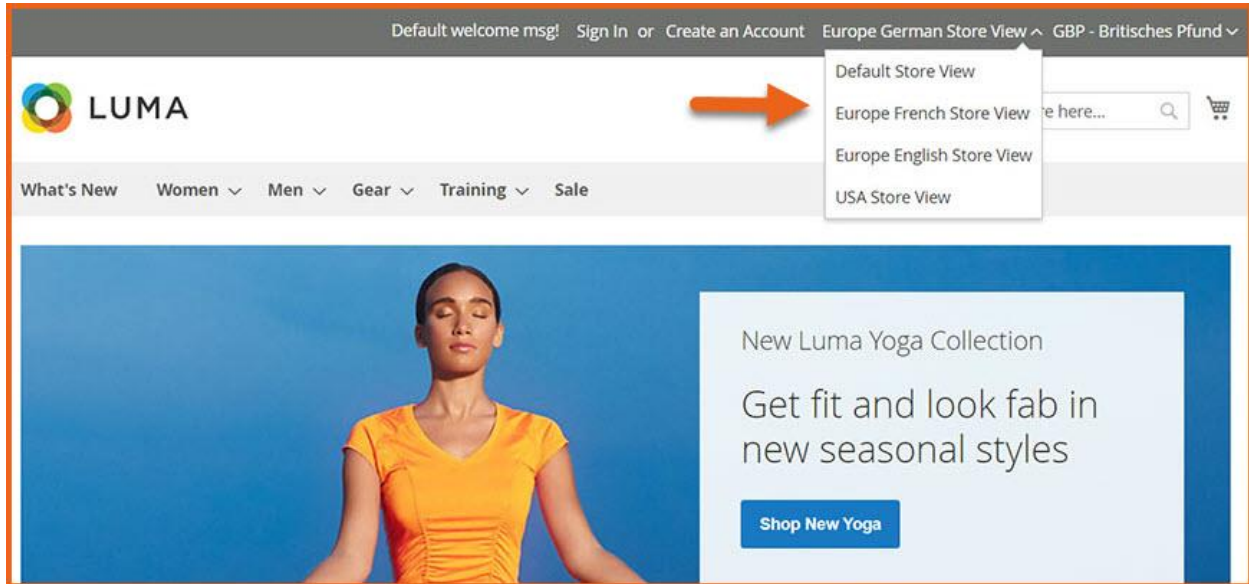 Default welcome msg! Sign In or Create an Account Europe German Store View GBP - Britisches Pfund
Default Store View
LUMA
Europe French Store View
re here...
Europe English Store View
What's New Women Men Gear Training Sale
USA Store View
New Luma Yoga Collection
Get fit and look fab in
new seasonal styles
Shop New Yoga